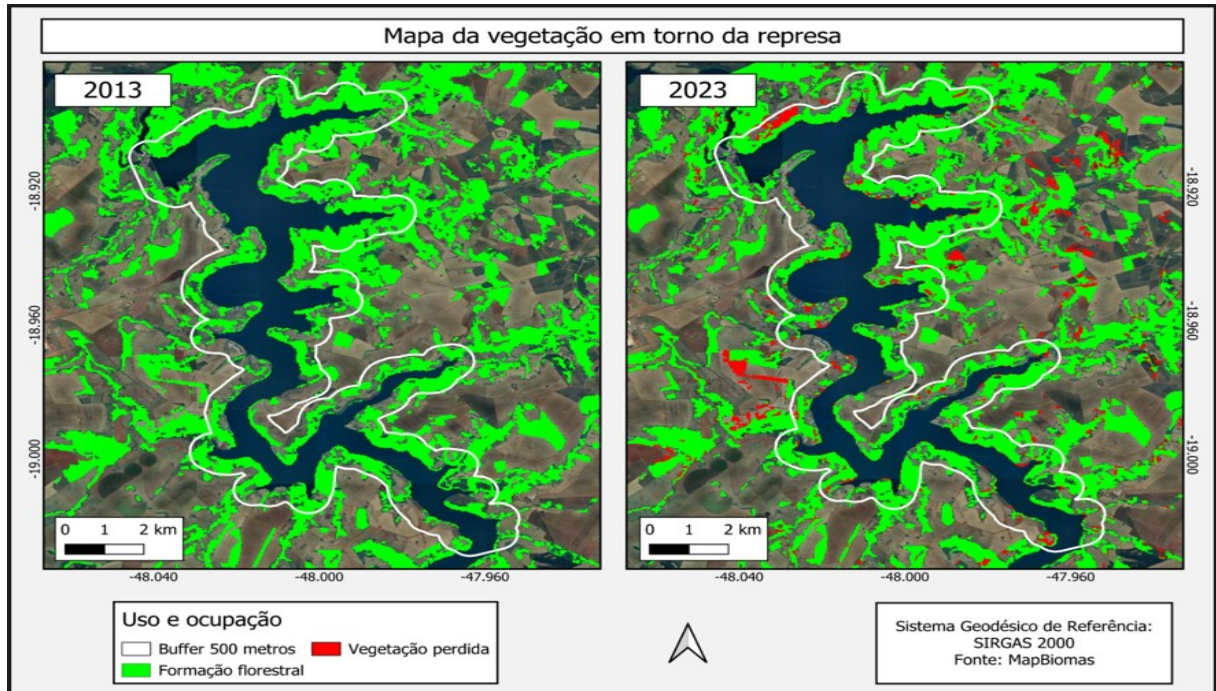 Mapa da vegetação em torno da represa
2013
2023
-18.920
-18.960
-19.000
-18.920
-18.960
-19.000
0 1 2 km
0 1 2 km
-48.040 -48.000 -47.960
-48.040 -48.000 -47.960
Uso e ocupação
Buffer 500 metros
Vegetação perdida
Formação florestral
Sistema Geodésico de Referência:
SIRGAS 2000
Fonte: MapBiomas